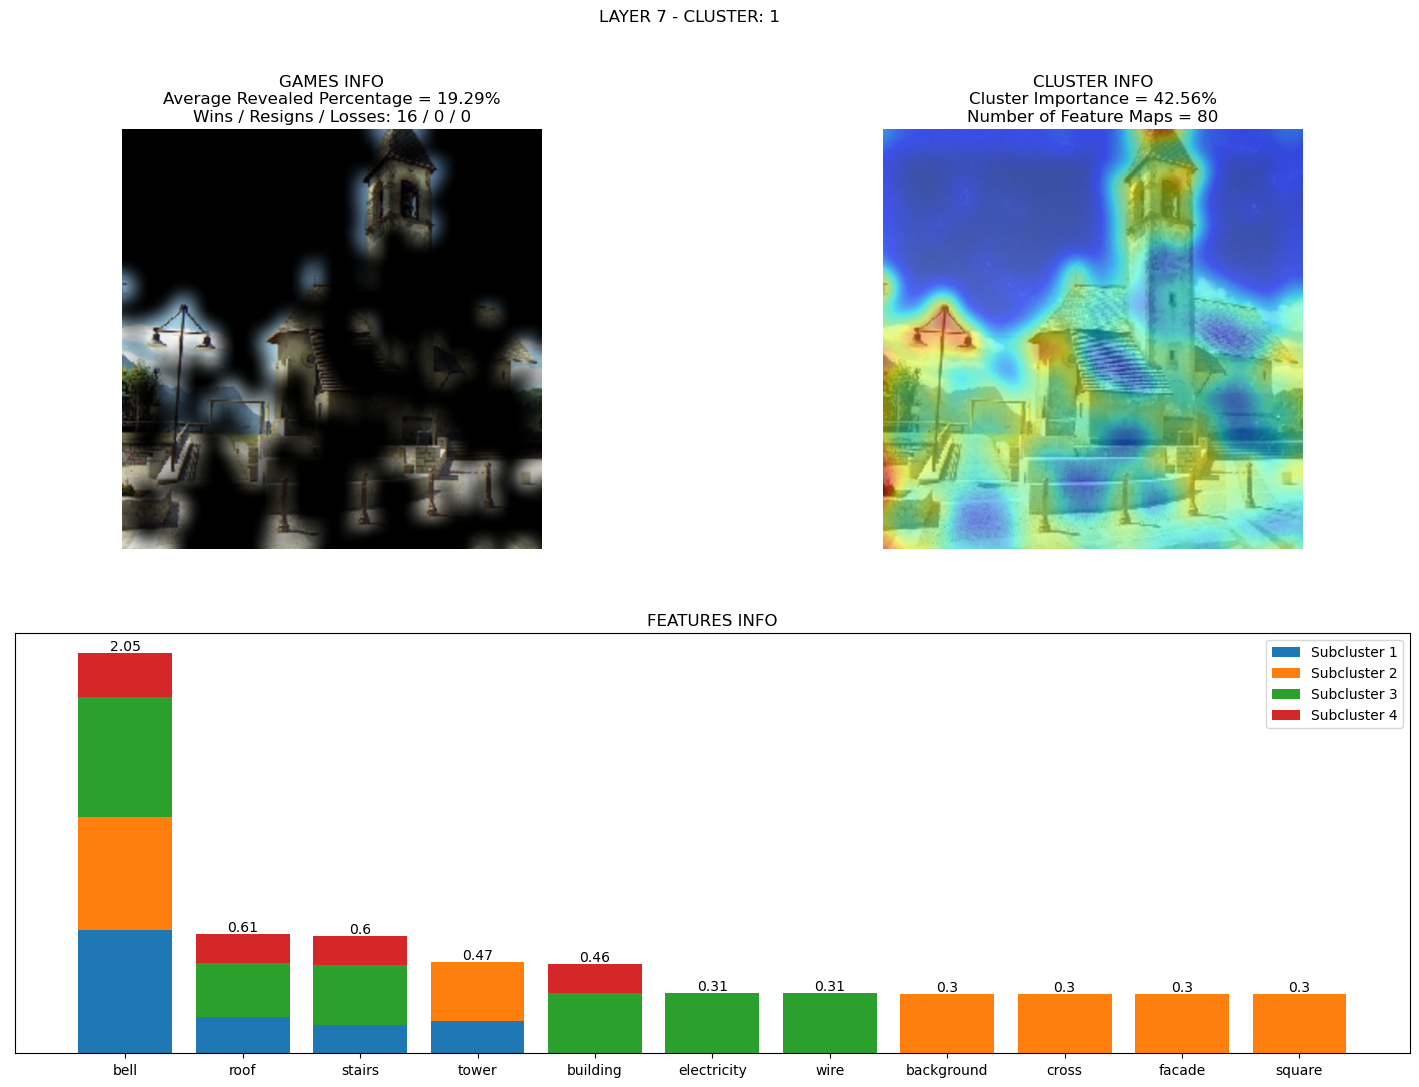 LAYER 7 - CLUSTER: 1
GAMES INFO
Average Revealed Percentage = 19.29%
Wins / Resigns / Losses: 16 / 0 / 0
CLUSTER INFO
Cluster Importance = 42.56%
Number of Feature Maps = 80
FEATURES INFO
Subcluster 1
Subcluster 2
Subcluster 3
Subcluster 4
2.05
0.61
0.6
0.47
0.46
0.31
0.31
0.3
0.3
0.3
0.3
bell
roof
stairs
tower
building
electricity
wire
background
cross
facade
square